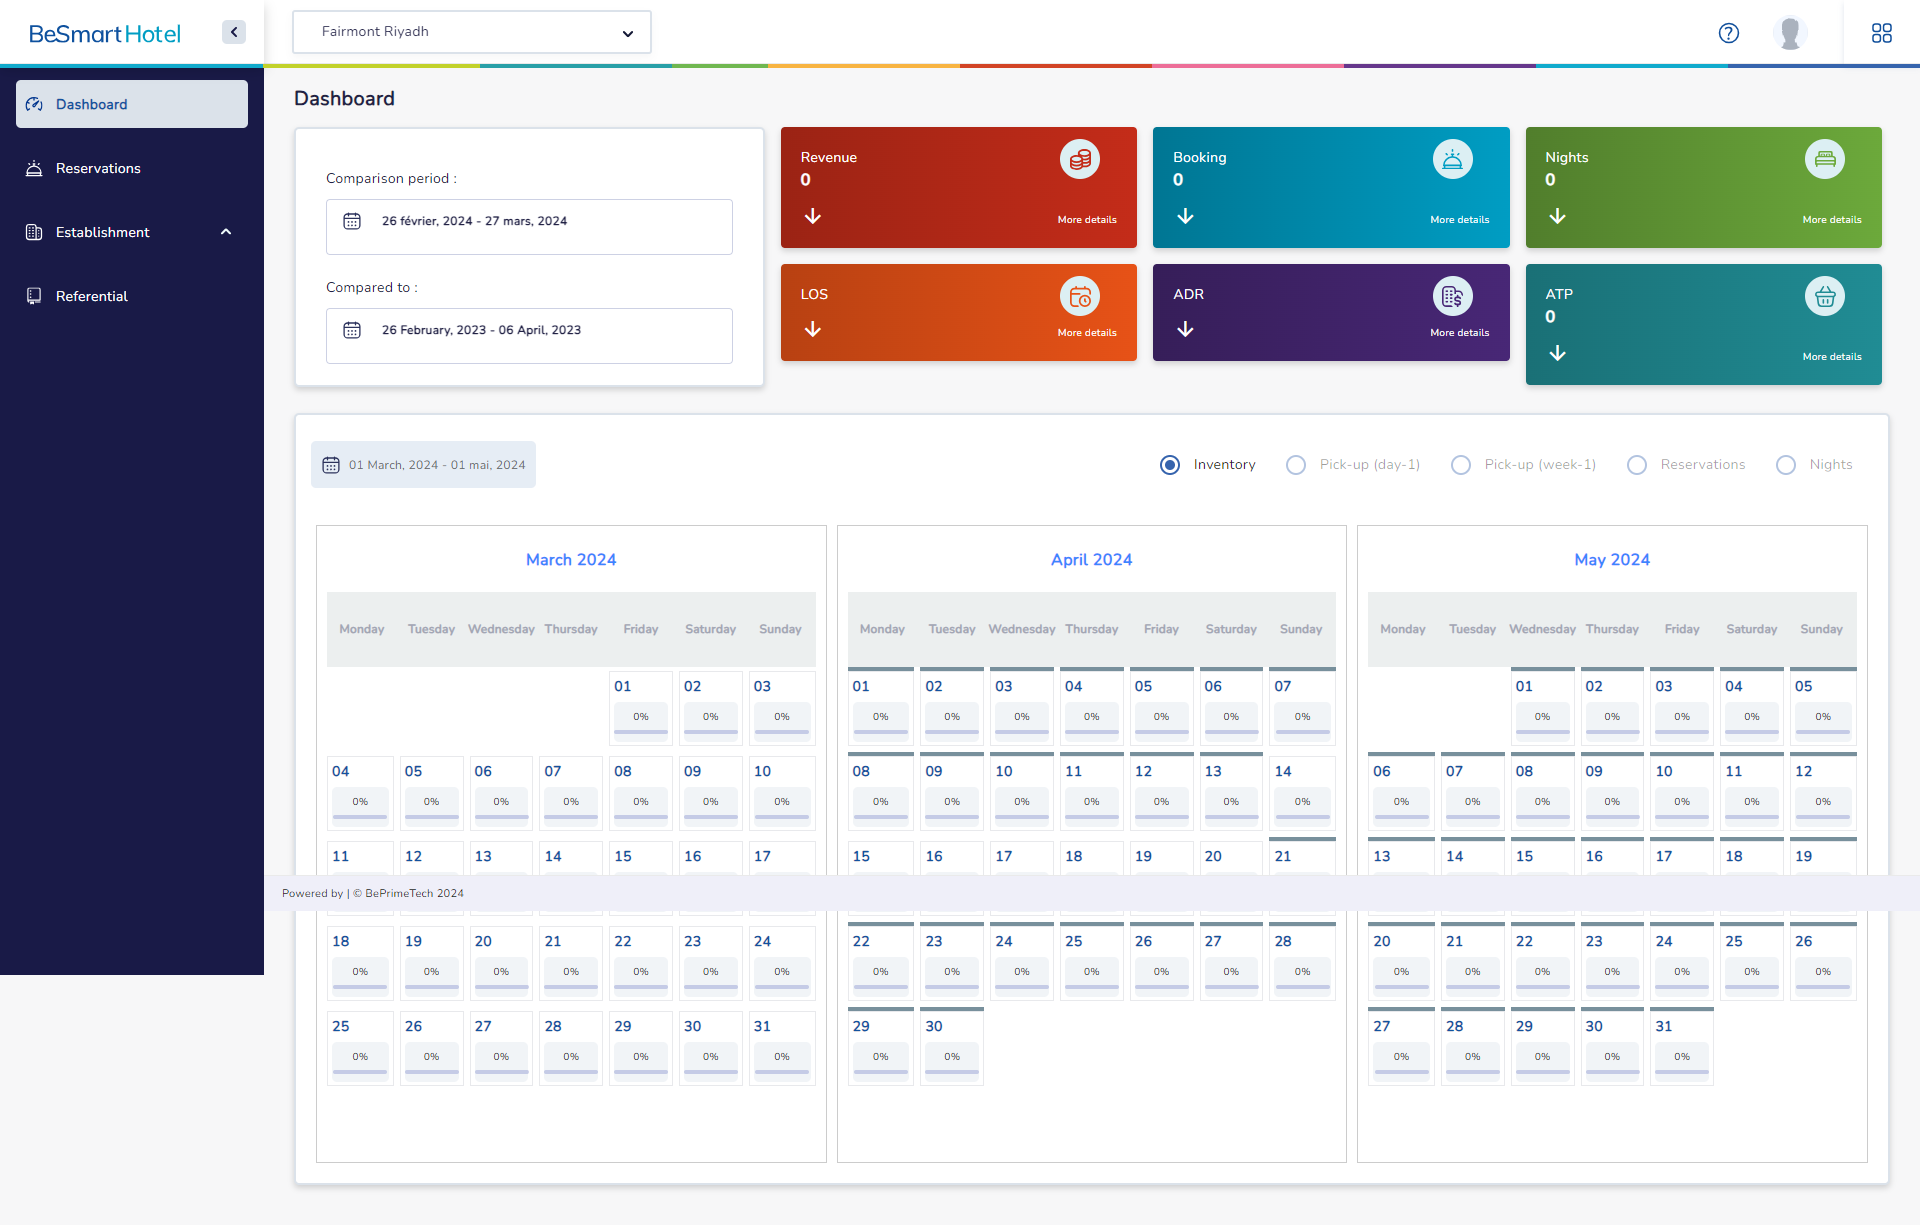 BeSmart Hotel
Fairmont Riyadh
Dashboard
Reservations
Establishment
Referential
Dashboard
Comparison period :
26 février, 2024 - 27 mars, 2024
Compared to :
26 February, 2023 - 06 April, 2023
Revenue
0
More details
Booking
0
More details
Nights
0
More details
LOS
More details
ADR
More details
ATP
0
More details
01 March, 2024 - 01 mai, 2024
Inventory Pick-up (day-1) Pick-up (week-1) Reservations Nights
March 2024
Monday Tuesday Wednesday Thursday Friday Saturday Sunday
01 02 03
0% 0% 0%
04 05 06 07 08 09 10
0% 0% 0% 0% 0% 0% 0%
11 12 13 14 15 16 17
18 19 20 21 22 23 24
0% 0% 0% 0% 0% 0% 0%
25 26 27 28 29 30 31
0% 0% 0% 0% 0% 0% 0%
April 2024
Monday Tuesday Wednesday Thursday Friday Saturday Sunday
01 02 03 04 05 06 07
0% 0% 0% 0% 0% 0% 0%
08 09 10 11 12 13 14
0% 0% 0% 0% 0% 0% 0%
15 16 17 18 19 20 21
22 23 24 25 26 27 28
0% 0% 0% 0% 0% 0% 0%
29 30
0% 0%
May 2024
Monday Tuesday Wednesday Thursday Friday Saturday Sunday
01 02 03 04 05
0% 0% 0% 0% 0%
06 07 08 09 10 11 12
0% 0% 0% 0% 0% 0% 0%
13 14 15 16 17 18 19
20 21 22 23 24 25 26
0% 0% 0% 0% 0% 0% 0%
27 28 29 30 31
0% 0% 0% 0% 0%
Powered by | © BePrimeTech 2024